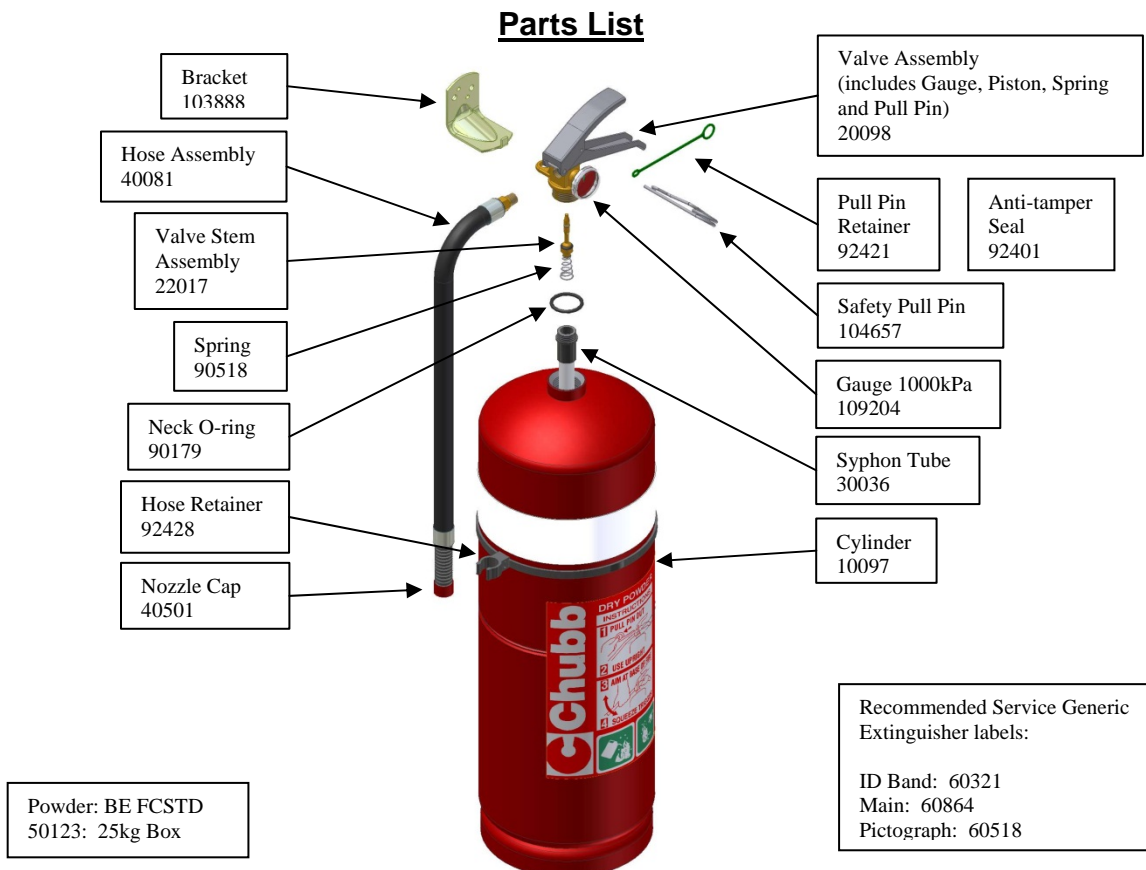 Parts List
Bracket
103888
Hose Assembly
40081
Valve Stem
Assembly
22017
Spring
90518
Neck O-ring
90179
Hose Retainer
92428
Nozzle Cap
40501
Valve Assembly
(includes Gauge, Piston, Spring
and Pull Pin)
20098
Pull Pin
Retainer
92421
Anti-tamper
Seal
92401
Safety Pull Pin
104657
Gauge 1000kPa
109204
Syphon Tube
30036
Cylinder
10097
Chubb
DRY POWDER
1 PULL PIN OUT
2 USE UPRIGHT
3 AIM AT BASE OF
4 SQUEEZE
Powder: BE FCSTD
50123: 25kg Box
Recommended Service Generic
Extinguisher labels:
ID Band: 60321
Main: 60864
Pictograph: 60518